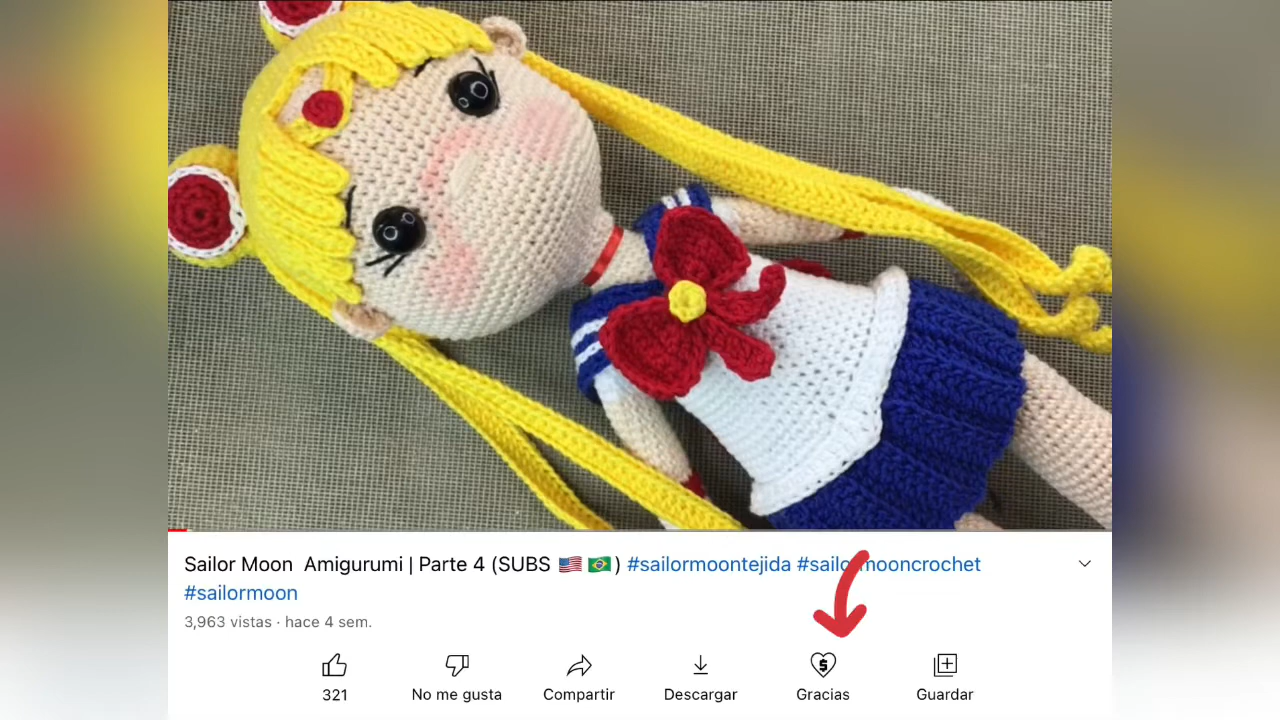 Sailor Moon  Amigurumi | Parte 4 (SUBS 🇺🇸 🇧🇷) #sailormoontejida #sailormooncrochet
#sailormoon
3,963 vistas · hace 4 sem.
321
No me gusta
Compartir
Descargar
Gracias
Guardar